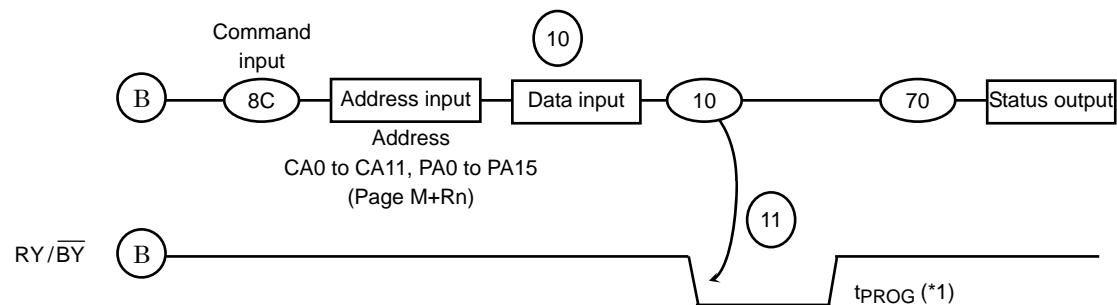 10
Command
input
B 8C Address input Data input 10 70 Status output
Address
CA0 to CA11, PA0 to PA15
(Page M+Rn)
11
RY/BY B
tPROG (*1)